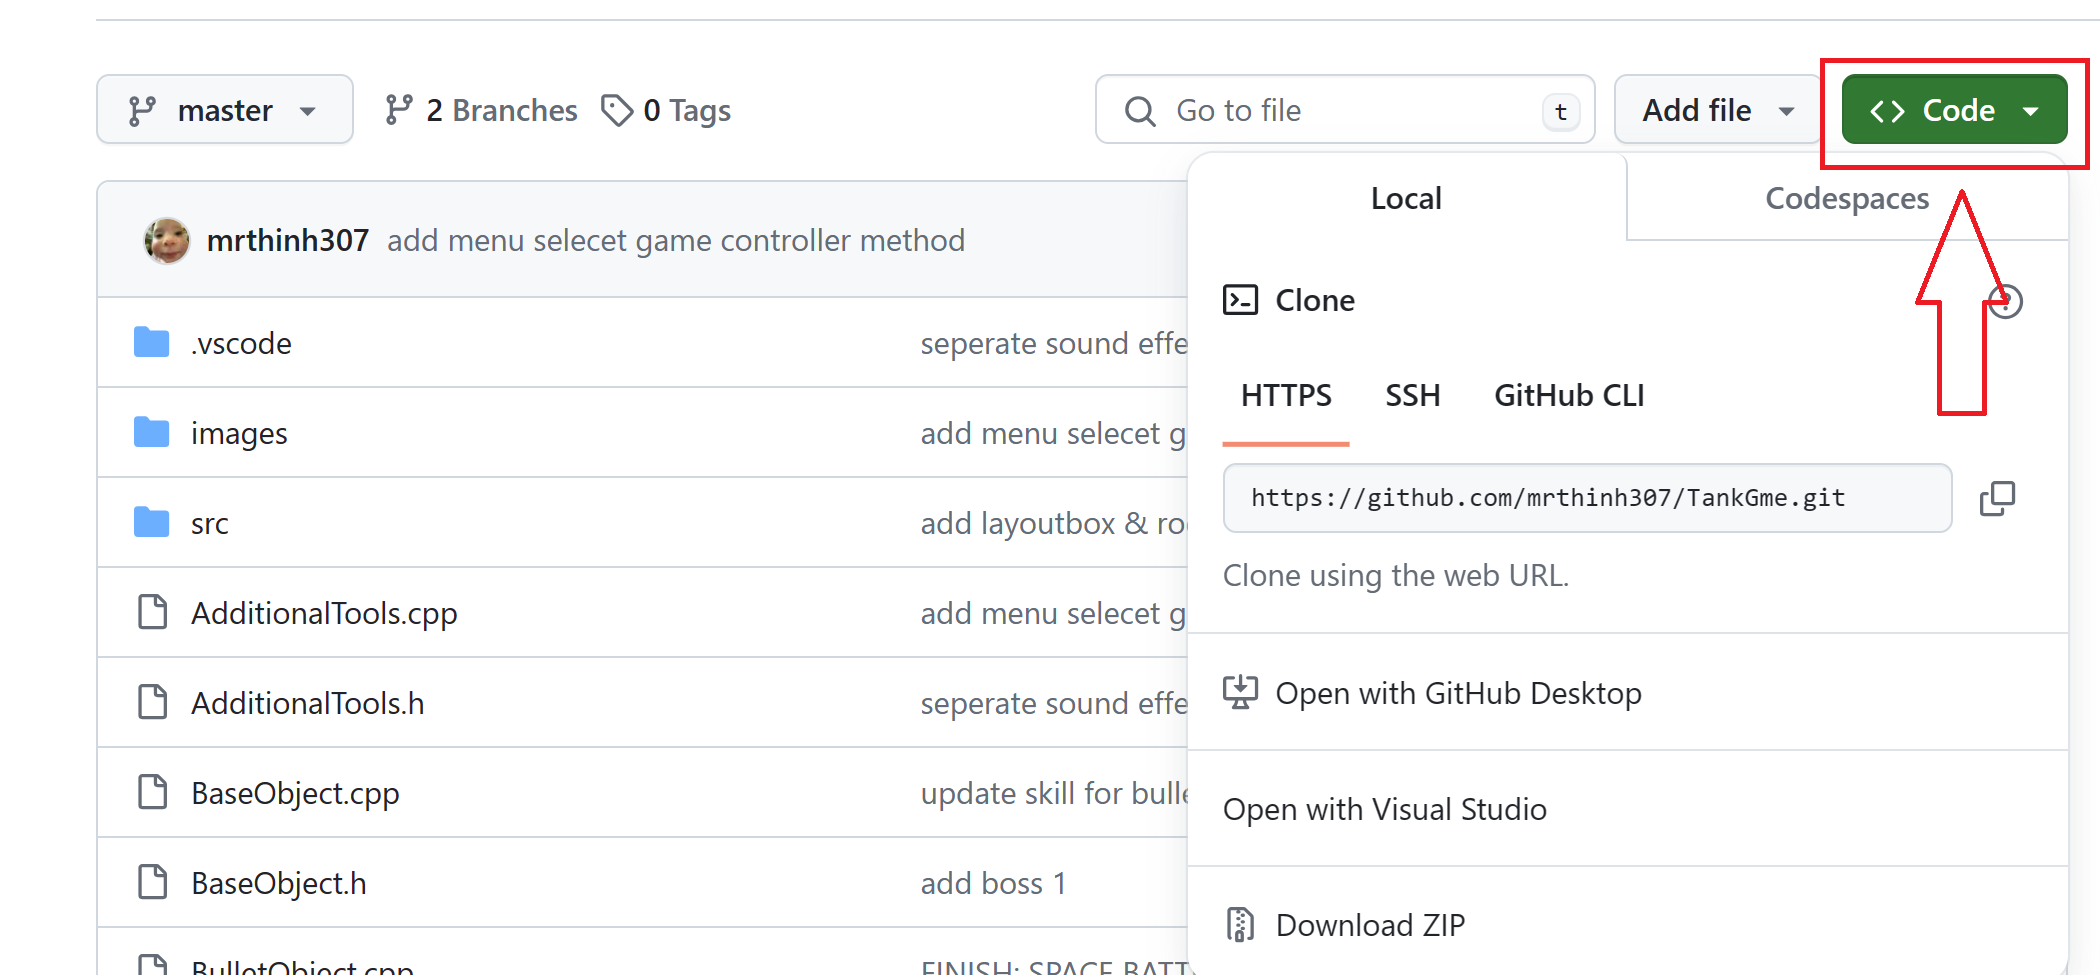 master 2 Branches 0 Tags Go to file t Add file <> Code
Local Codespaces
mrthinh307 add menu selecet game controller method
Clone
.vscode seperate sound effe
HTTPS SSH GitHub CLI
images add menu selecet g
https://github.com/mrthinh307/TankGme.git
src add layoutbox & ro
Clone using the web URL.
AdditionalTools.cpp add menu selecet g
AdditionalTools.h seperate sound effe
Open with GitHub Desktop
BaseObject.cpp update skill for bulle
Open with Visual Studio
BaseObject.h add boss 1
Download ZIP
BulletObject.cpp FINISH: SPACE BATT